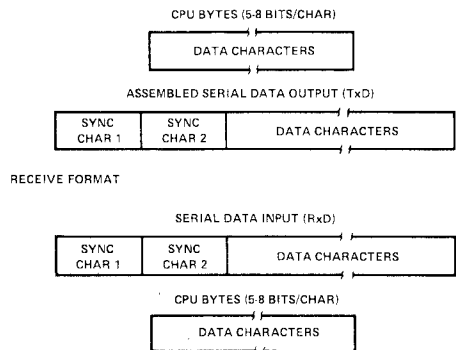 CPU BYTES (5-8 BITS/CHAR)
DATA CHARACTERS
ASSEMBLED SERIAL DATA OUTPUT (TxD)
SYNC CHAR 1
SYNC CHAR 2
DATA CHARACTERS
RECEIVE FORMAT
SERIAL DATA INPUT (RxD)
SYNC CHAR 1
SYNC CHAR 2
DATA CHARACTERS
CPU BYTES (5-8 BITS/CHAR)
DATA CHARACTERS